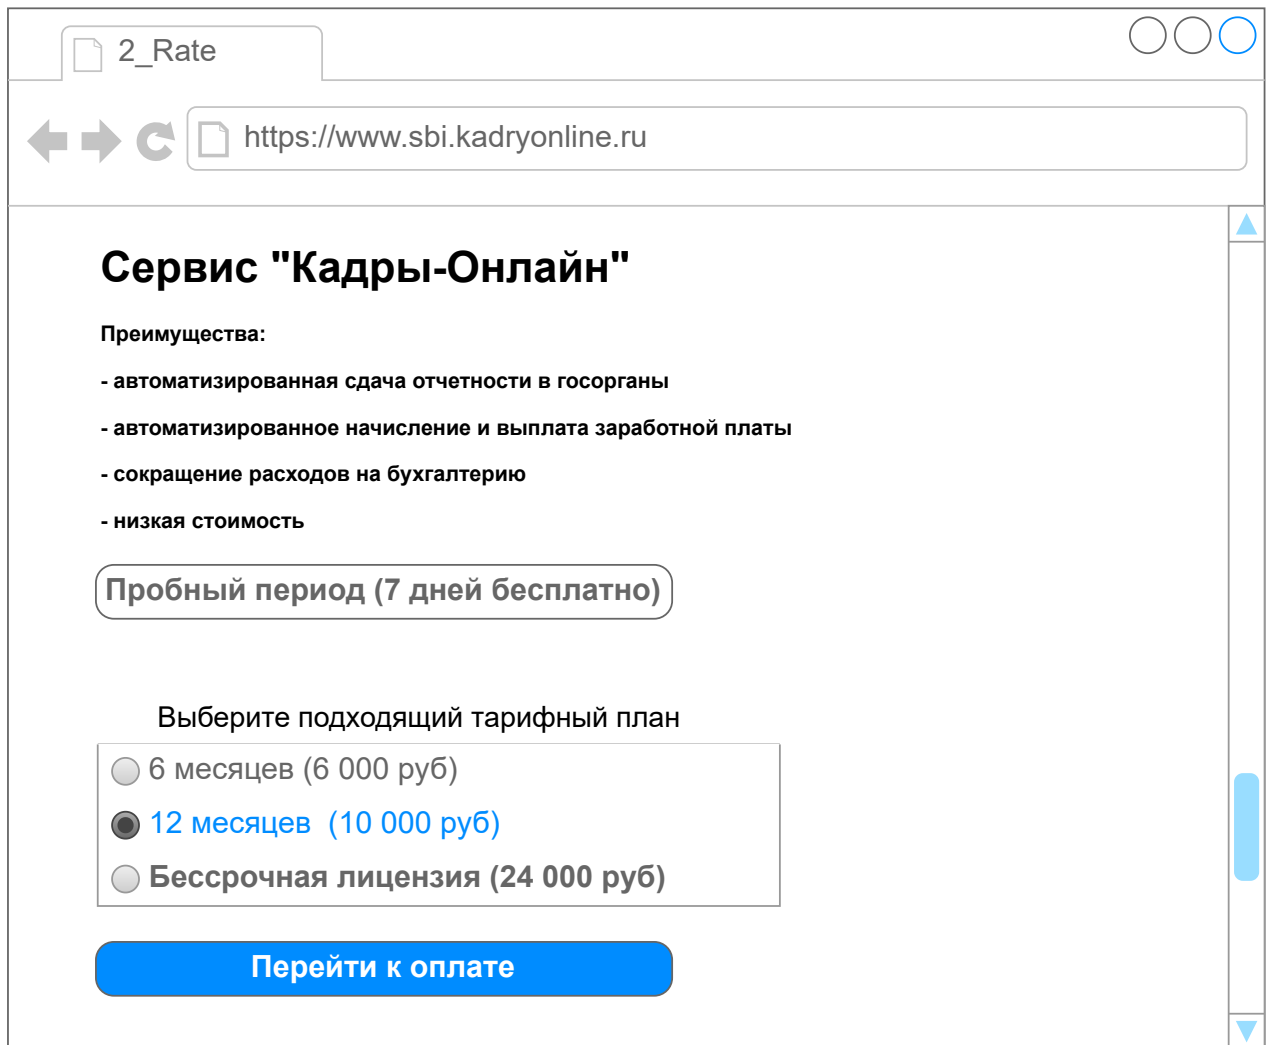 2_Rate
https://www.sbi.kadryonline.ru
Сервис "Кадры-Онлайн"
Преимущества:
- автоматизированная сдача отчетности в госорганы
- автоматизированное начисление и выплата заработной платы
- сокращение расходов на бухгалтерию
- низкая стоимость
Пробный период (7 дней бесплатно)
Выберите подходящий тарифный план
6 месяцев (6 000 руб)
12 месяцев  (10 000 руб)
Бессрочная лицензия (24 000 руб)
Перейти к оплате